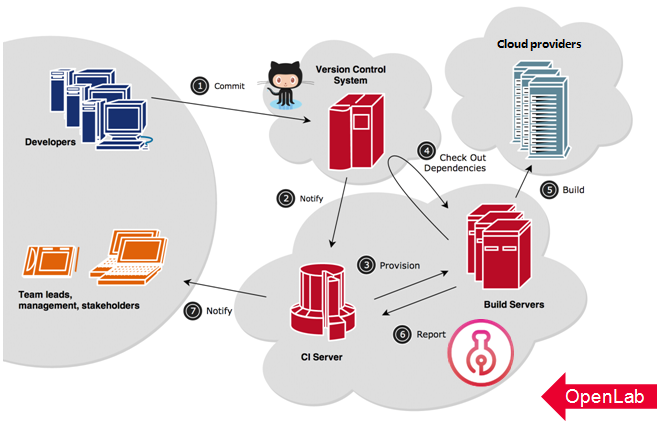 Cloud providers
Version Control
System
1 Commit
Developers
4 Check Out
Dependencies
5 Build
2 Notify
3 Provision
Team leads,
management, stakeholders
Build Servers
7 Notify
6 Report
CI Server
OpenLab